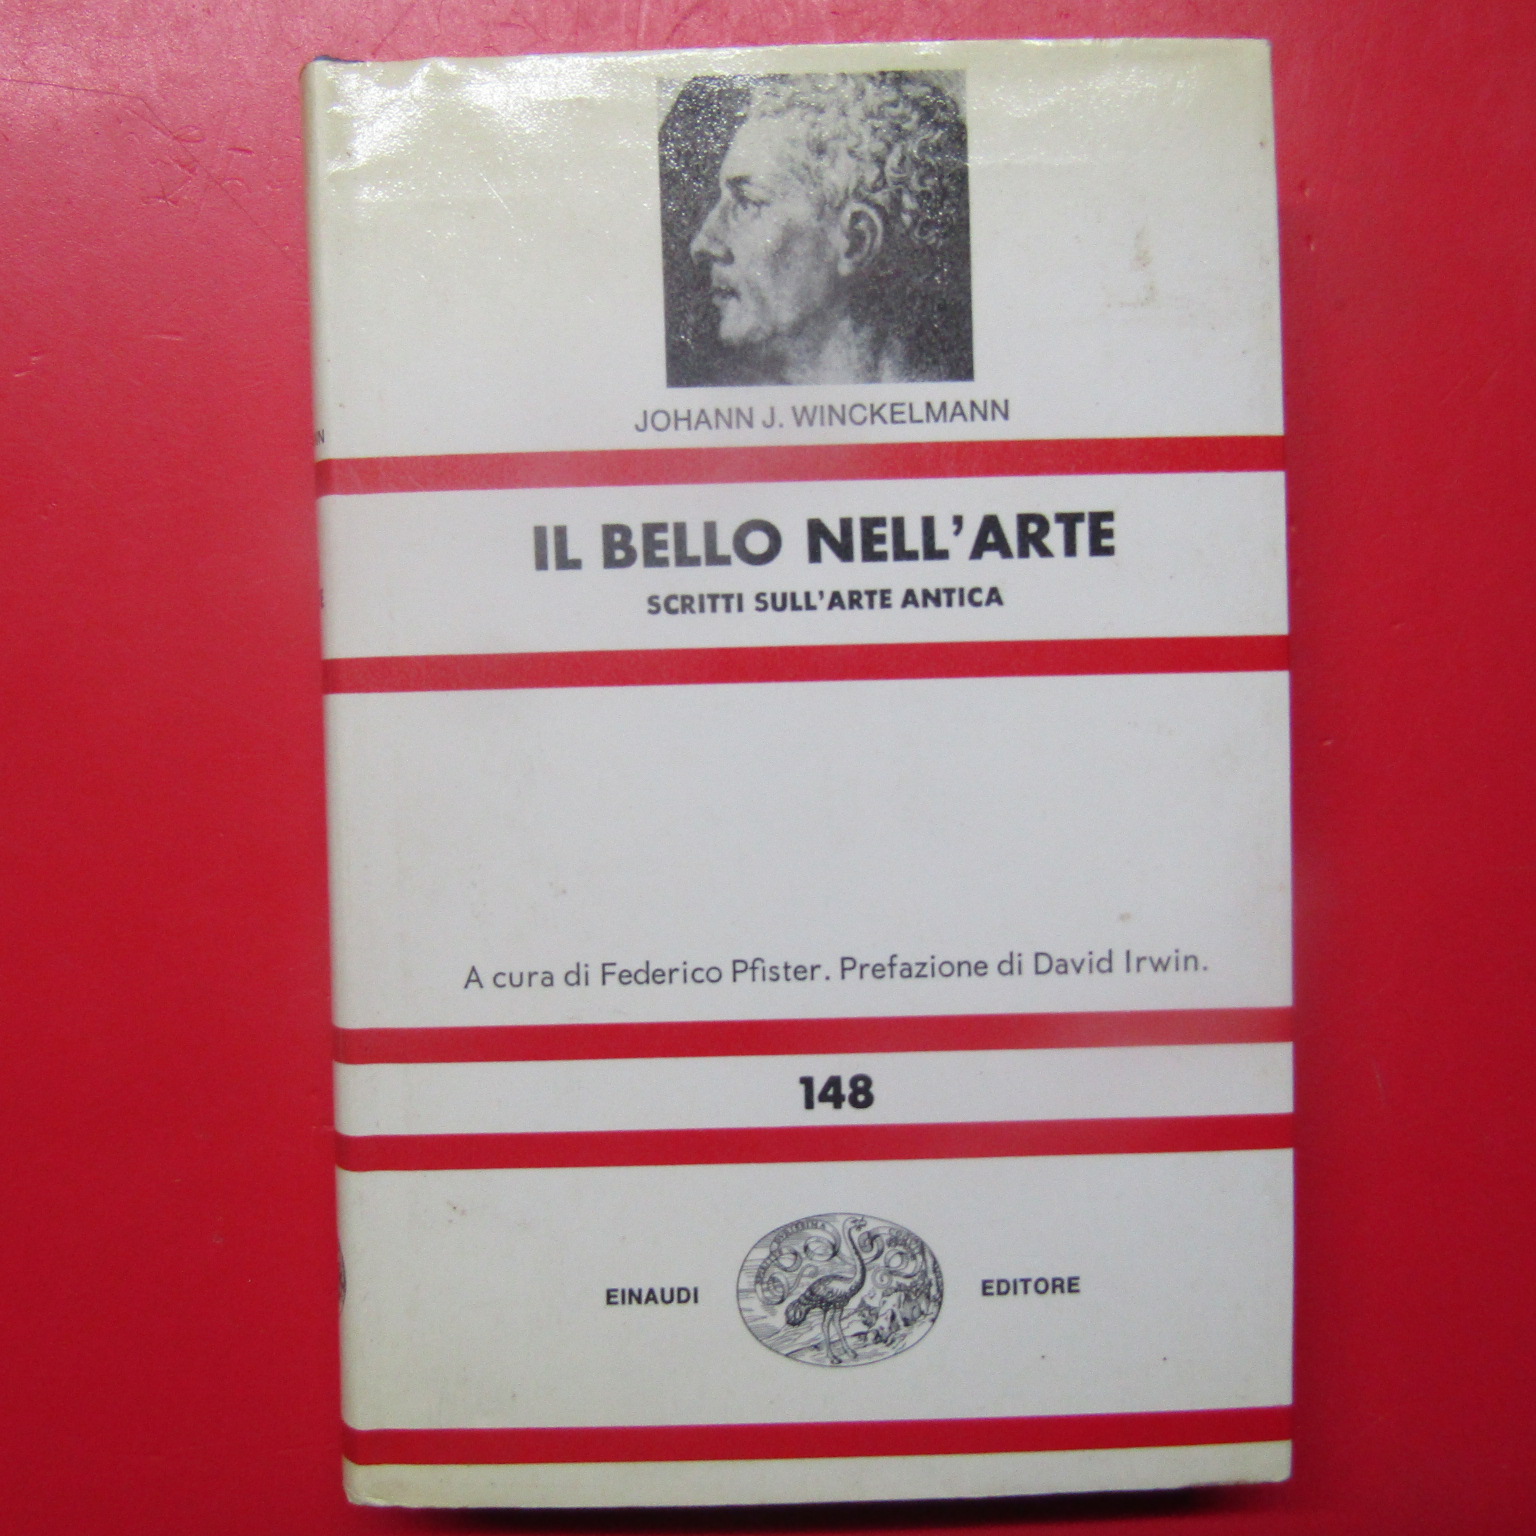 JOHANN J. WINCKELMANN
IL BELLO NELL'ARTE
SCRITTI SULL'ARTE ANTICA
A cura di Federico Pfister. Prefazione di David Irwin.
148
EINAUDI EDITORE